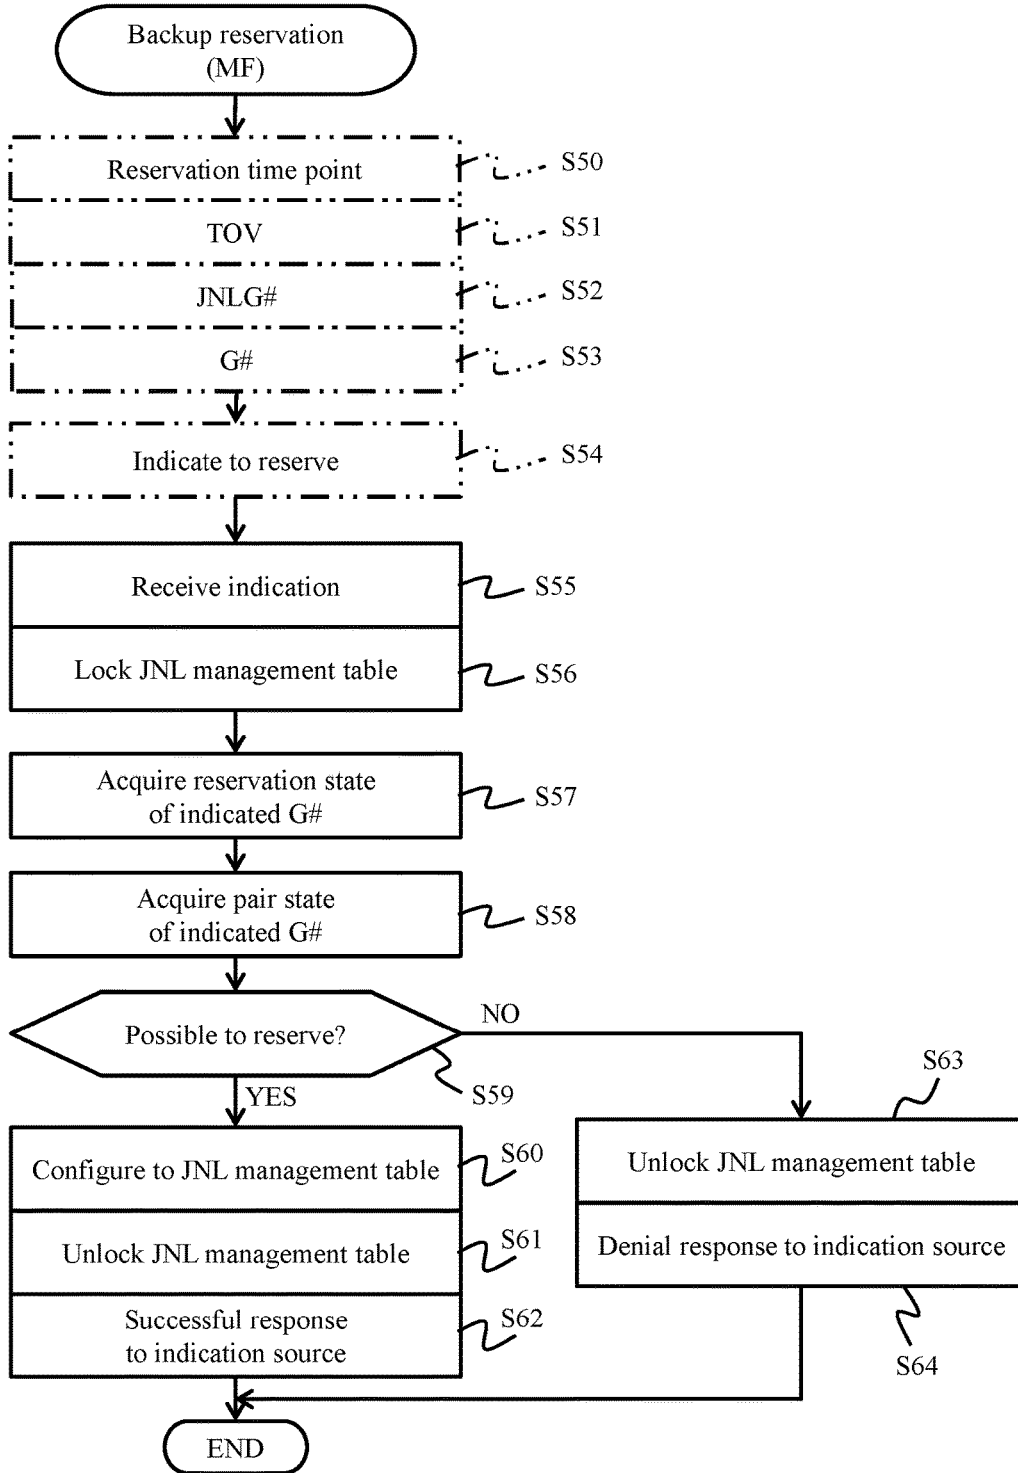 Backup reservation
(MF)
Reservation time point
S50
TOV
S51
JNLG#
S52
G#
S53
Indicate to reserve
S54
Receive indication
S55
Lock JNL management table
S56
Acquire reservation state
of indicated G#
S57
Acquire pair state
of indicated G#
S58
Possible to reserve?
NO
S59
YES
S63
Configure to JNL management table
S60
Unlock JNL management table
Unlock JNL management table
S61
Denial response to indication source
Successful response
to indication source
S62
S64
END